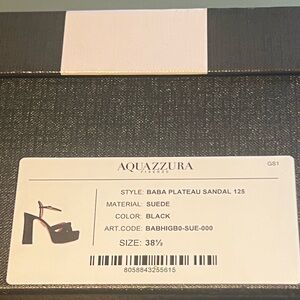 AQUAZZURA
FIRENZE
GS1
STYLE: BABA PLATEAU SANDAL 125
MATERIAL: SUEDE
COLOR: BLACK
ART.CODE: BABHIGB0-SUE-000
SIZE: 38½
8058843255615